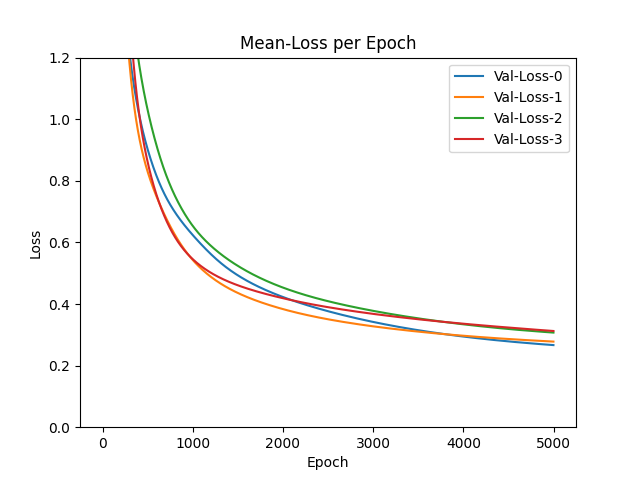 Mean-Loss per Epoch
1.2
1.0
0.8
0.6
0.4
0.2
0.0
Loss
Val-Loss-0
Val-Loss-1
Val-Loss-2
Val-Loss-3
0 1000 2000 3000 4000 5000
Epoch